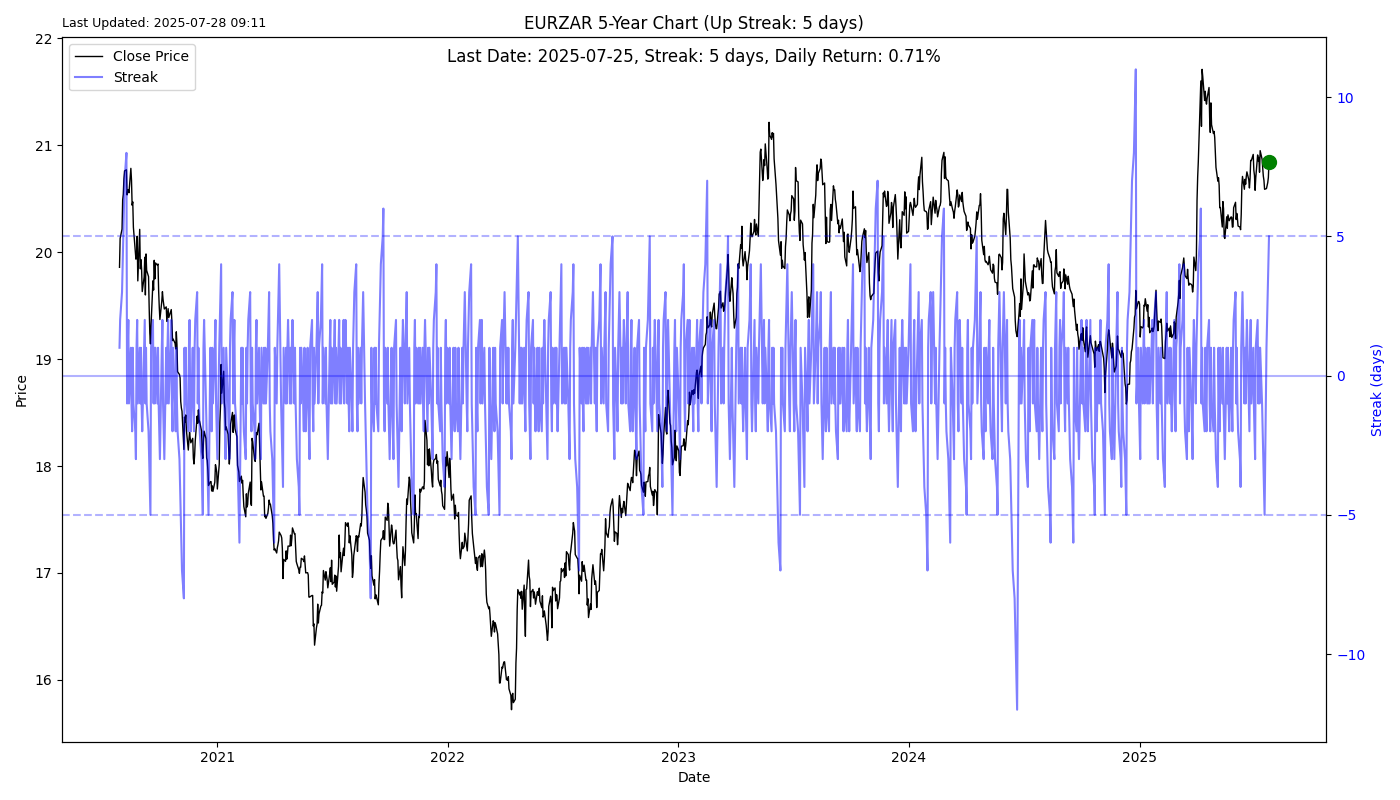 Last Updated: 2025-07-28 09:11
EURZAR 5-Year Chart (Up Streak: 5 days)
Last Date: 2025-07-25, Streak: 5 days, Daily Return: 0.71%
Close Price
Streak
22
21
20
19
18
17
16
Price
10
5
0
−5
−10
Streak (days)
2021
2022
2023
2024
2025
Date